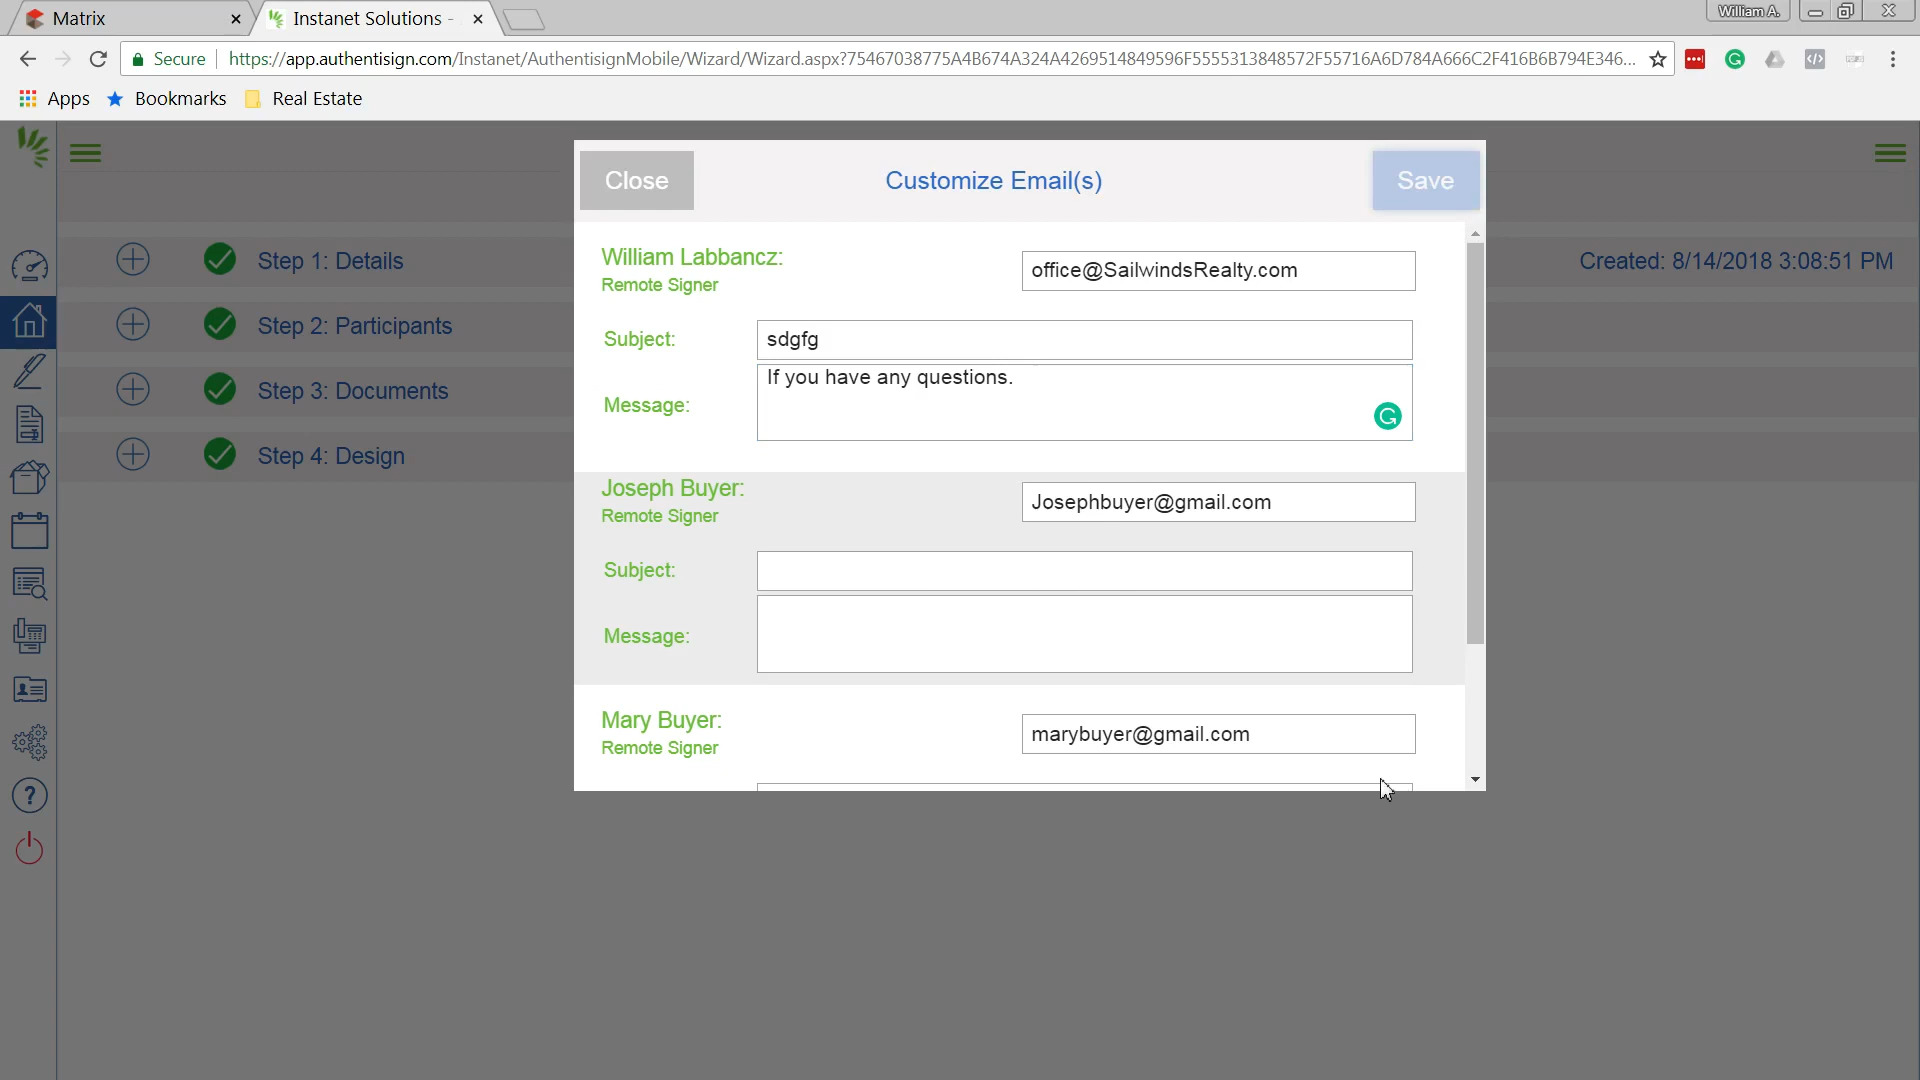 Matrix
Instanet Solutions -
William A.
Secure
https://app.authentisign.com/Instanet/AuthentisignMobile/Wizard/Wizard.aspx?75467038775A4B674A324A4269514849596F5555313848572F55716A6D784A666C2F416B6B794E346...
Apps
Bookmarks
Real Estate
Close
Customize Email(s)
Save
William Labbancz:
office@SailwindsRealty.com
Remote Signer
Step 1: Details
Created: 8/14/2018 3:08:51 PM
Step 2: Participants
Subject:
sdgfg
If you have any questions.
Step 3: Documents
Message:
Step 4: Design
Joseph Buyer:
Josephbuyer@gmail.com
Remote Signer
Subject:
Message:
Mary Buyer:
marybuyer@gmail.com
Remote Signer